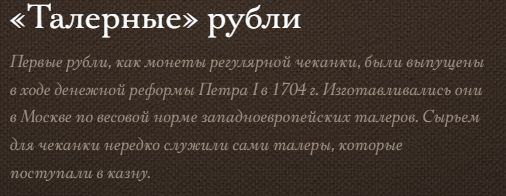 «Талерные» рубли
Первые рубли, как монеты регулярной чеканки, были выпущены
в ходе денежной реформы Петра I в 1704 г. Изготавливались они
в Москве по весовой норме западноевропейских талеров. Сырьем
для чеканки нередко служили сами талеры, которые
поступали в казну.